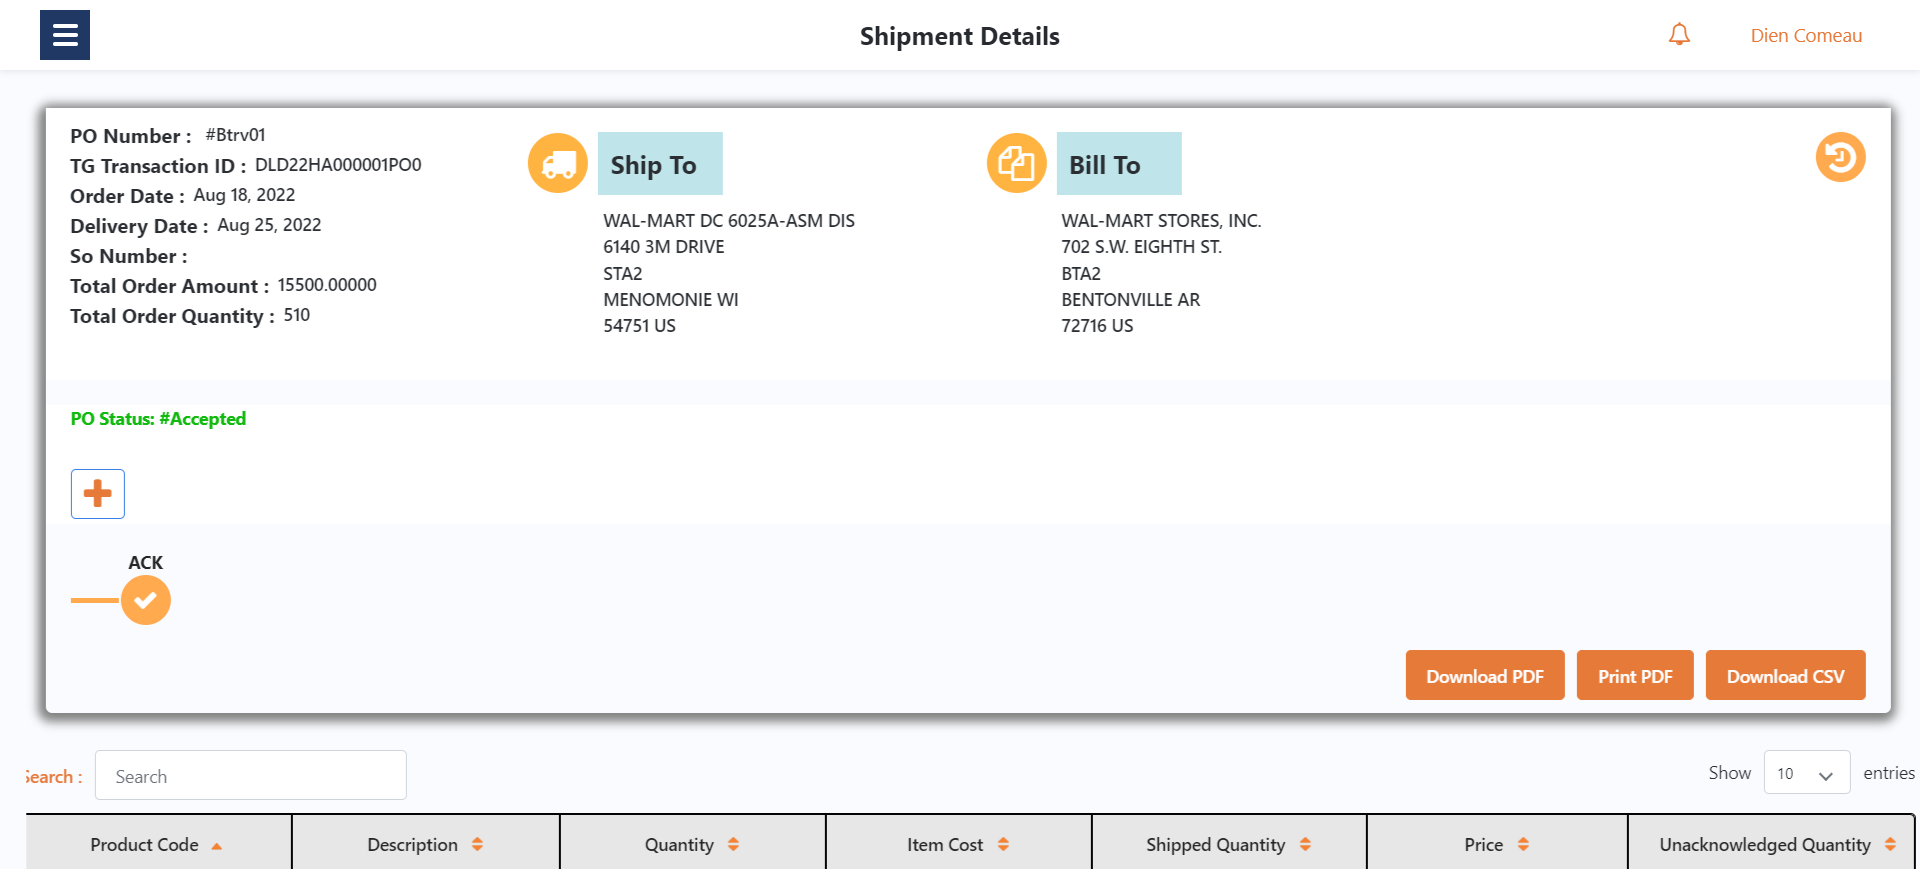 Shipment Details
Dien Comeau
PO Number : #Btrv01
TG Transaction ID : DLD22HA000001PO0
Order Date : Aug 18, 2022
Delivery Date : Aug 25, 2022
So Number :
Total Order Amount : 15500.00000
Total Order Quantity : 510
Ship To
WAL-MART DC 6025A-ASM DIS
6140 3M DRIVE
STA2
MENOMONIE WI
54751 US
Bill To
WAL-MART STORES, INC.
702 S.W. EIGHTH ST.
BTA2
BENTONVILLE AR
72716 US
PO Status: #Accepted
ACK
Download PDF
Print PDF
Download CSV
Search : Search
Show 10 entries
Product Code Description Quantity Item Cost Shipped Quantity Price Unacknowledged Quantity